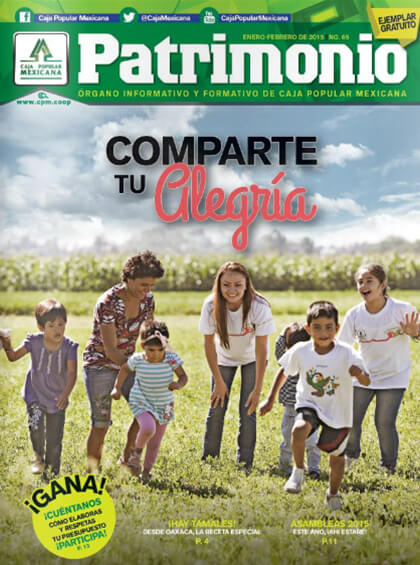 Caja Popular Mexicana @CajaMexicana CajaPopularMexicana
EJEMPLAR
GRATUITO
ENERO-FEBRERO DE 2015 | NO. 65
CAJA POPULAR
MEXICANA
Patrimonio
ÓRGANO INFORMATIVO Y FORMATIVO DE CAJA POPULAR MEXICANA
www.cpm.coop
COMPARTE
TU Alegría
¡GANA!
¡CUÉNTANOS
CÓMO ELABORAS
Y RESPETAS
TU PRESUPUESTO
¡PARTICIPA!
P. 13
¡HAY TAMALES!
DESDE OAXACA, LA RECETA ESPECIAL
P. 4
ASAMBLEAS 2015
ESTE AÑO, ¡AHÍ ESTARÉ!
P.11